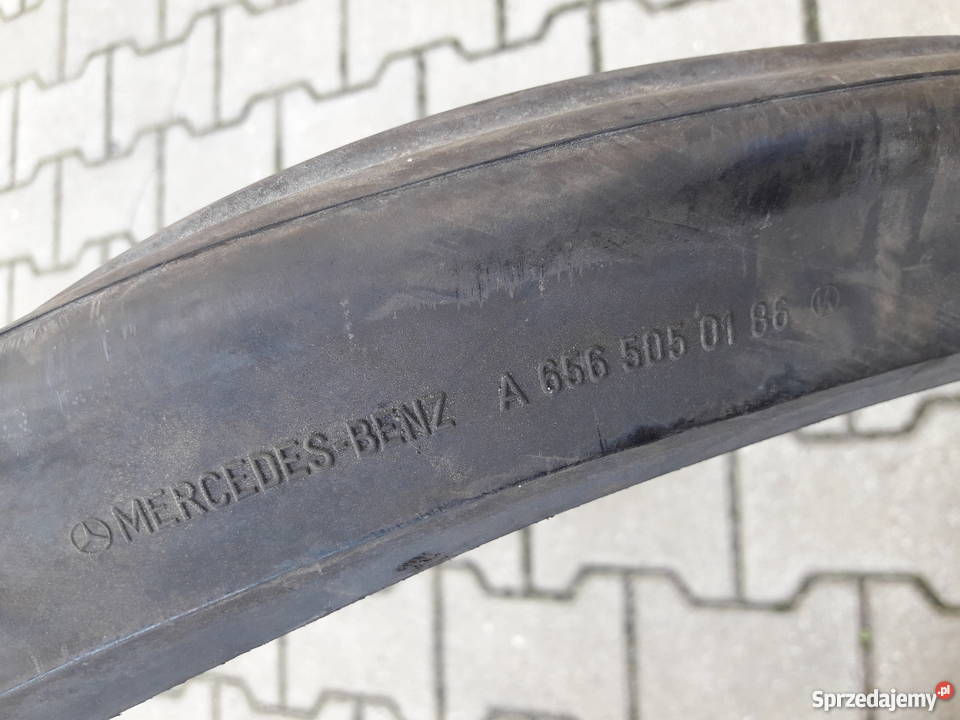 MERCEDES-BENZ A 656 505 01 86
Sprzedajemy.pl